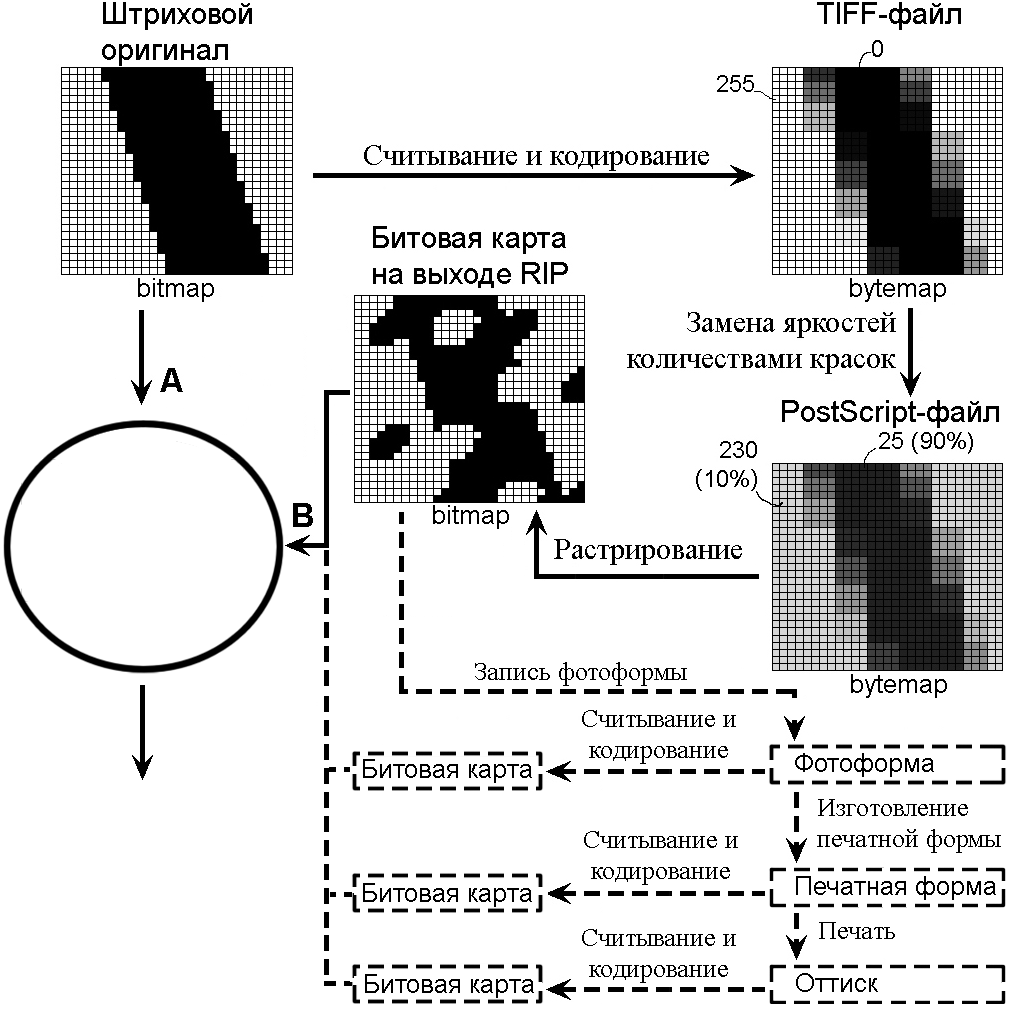 Штриховой
оригинал
TIFF-файл
0
255
Считывание и кодирование
bitmap
bytemap
Битовая карта
на выходе RIP
Замена яркостей
количествами красок
A
PostScript-файл
25 (90%)
230
(10%)
B
bitmap
Растрирование
bytemap
Запись фотоформы
Считывание и
кодирование
Битовая карта
Фотоформа
Изготовление
печатной формы
Считывание и
кодирование
Битовая карта
Печатная форма
Печать
Считывание и
кодирование
Битовая карта
Оттиск